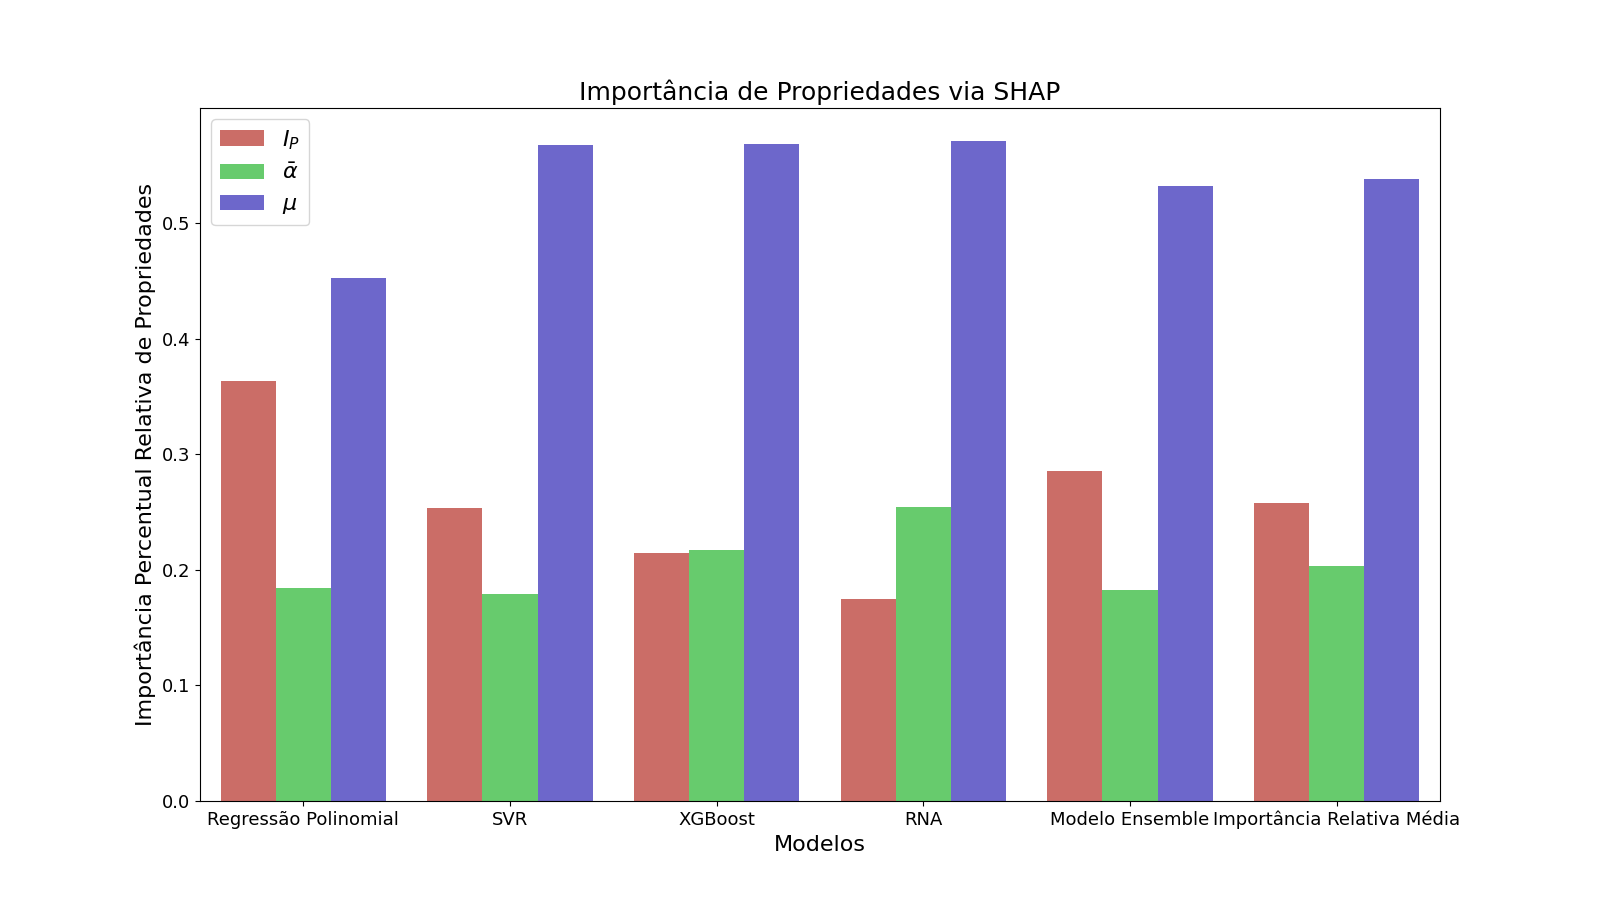 Importância de Propriedades via SHAP
I_P
ᾱ
μ
Importância Percentual Relativa de Propriedades
0.5
0.4
0.3
0.2
0.1
0.0
Regressão Polinomial
SVR
XGBoost
RNA
Modelo Ensemble
Importância Relativa Média
Modelos